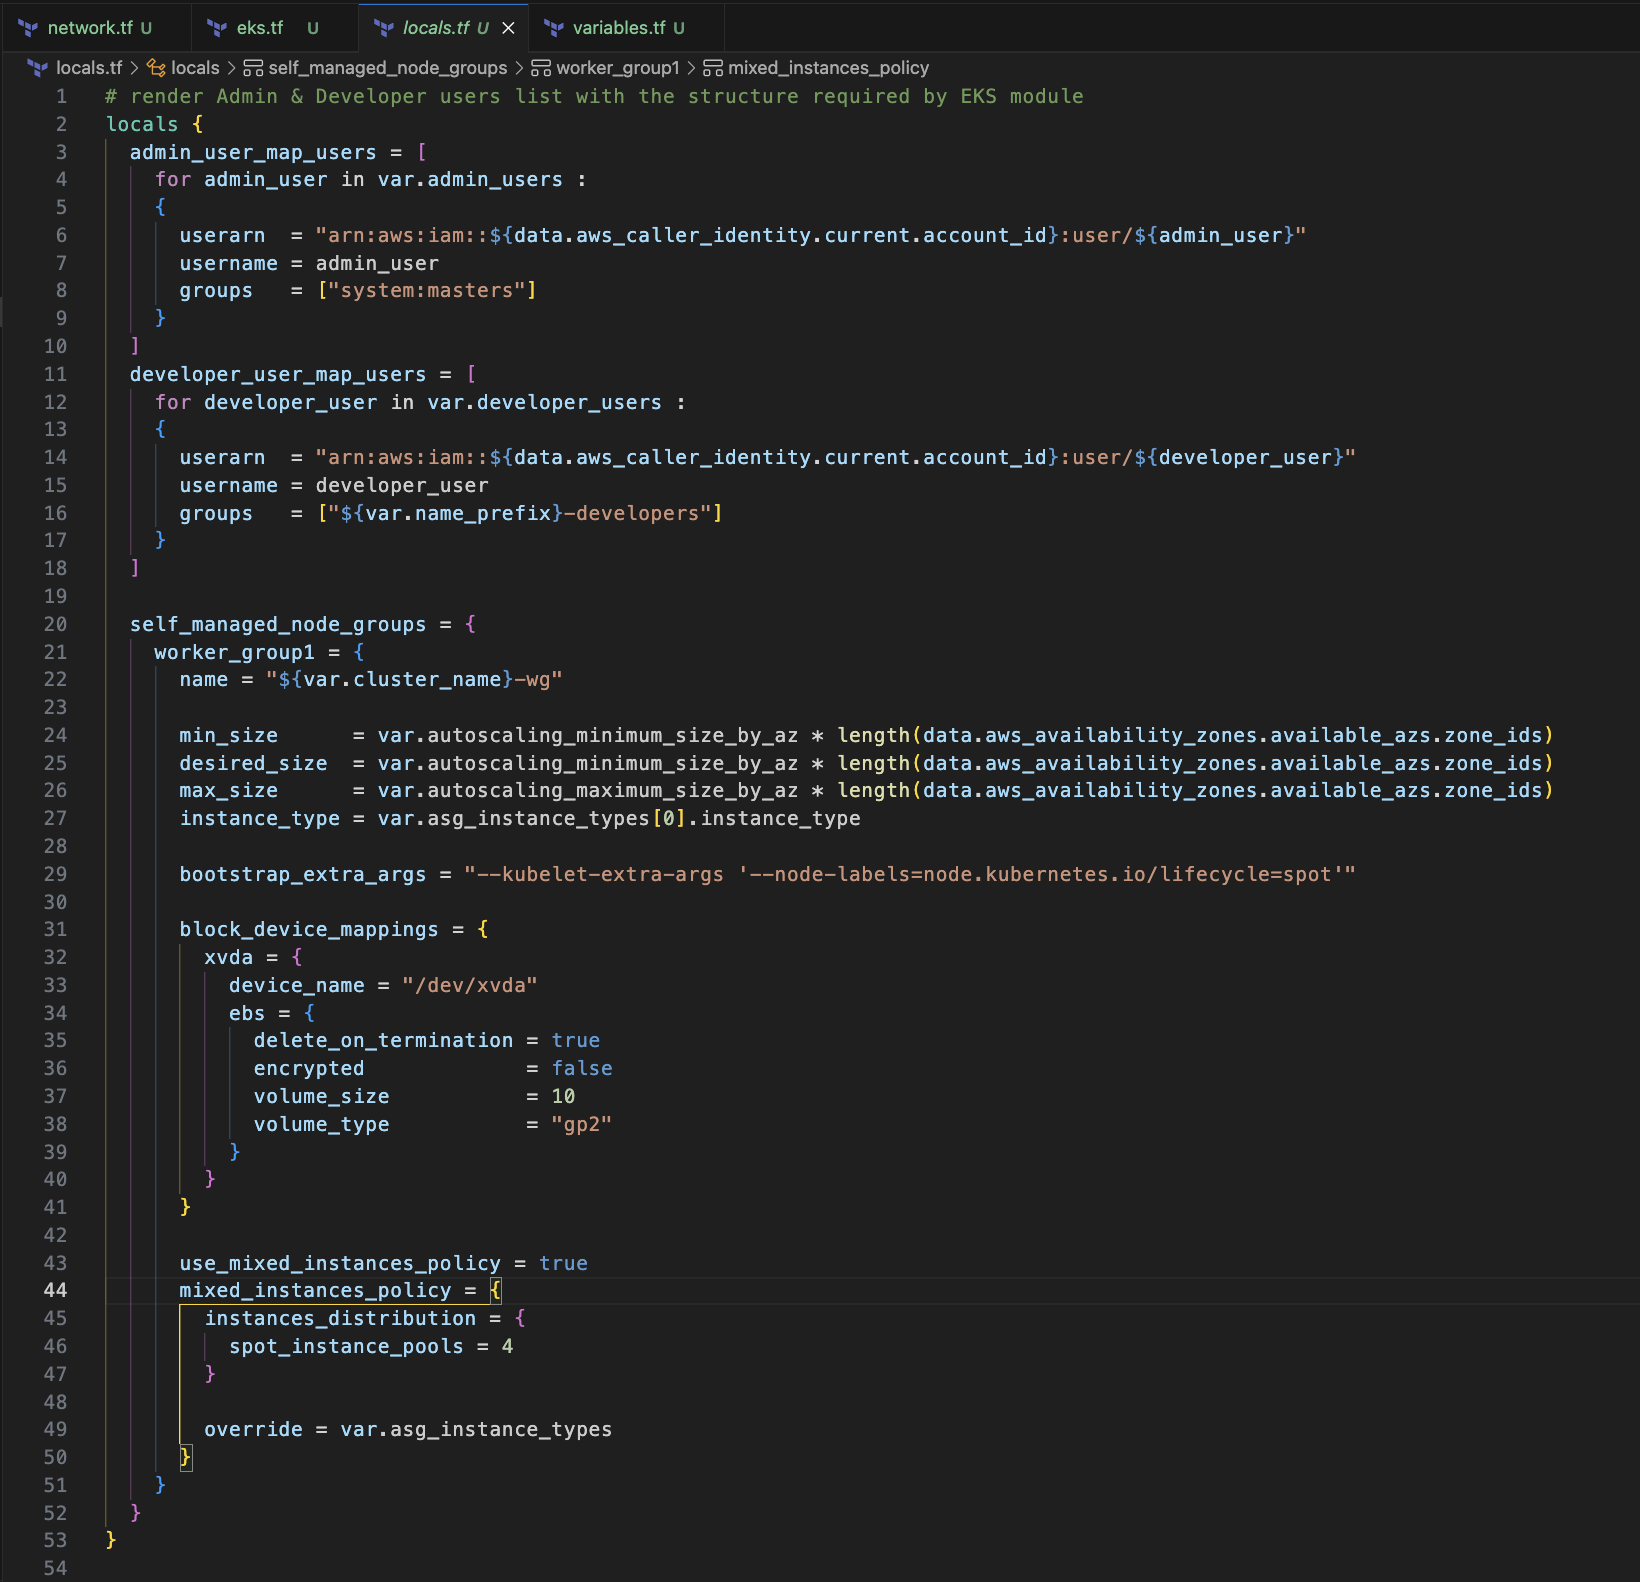 network.tf U eks.tf U locals.tf U × variables.tf U
locals.tf > locals > self_managed_node_groups > worker_group1 > mixed_instances_policy
1 # render Admin & Developer users list with the structure required by EKS module
2 locals {
3 admin_user_map_users = [
4 for admin_user in var.admin_users :
5 {
6 userarn = "arn:aws:iam::${data.aws_caller_identity.current.account_id}:user/${admin_user}"
7 username = admin_user
8 groups = ["system:masters"]
9 }
10 ]
11 developer_user_map_users = [
12 for developer_user in var.developer_users :
13 {
14 userarn = "arn:aws:iam::${data.aws_caller_identity.current.account_id}:user/${developer_user}"
15 username = developer_user
16 groups = ["${var.name_prefix}-developers"]
17 }
18 ]
19
20 self_managed_node_groups = {
21 worker_group1 = {
22 name = "${var.cluster_name}-wg"
23
24 min_size = var.autoscaling_minimum_size_by_az * length(data.aws_availability_zones.available_azs.zone_ids)
25 desired_size = var.autoscaling_minimum_size_by_az * length(data.aws_availability_zones.available_azs.zone_ids)
26 max_size = var.autoscaling_maximum_size_by_az * length(data.aws_availability_zones.available_azs.zone_ids)
27 instance_type = var.asg_instance_types[0].instance_type
28
29 bootstrap_extra_args = "--kubelet-extra-args '--node-labels=node.kubernetes.io/lifecycle=spot'"
30
31 block_device_mappings = {
32 xvda = {
33 device_name = "/dev/xvda"
34 ebs = {
35 delete_on_termination = true
36 encrypted = false
37 volume_size = 10
38 volume_type = "gp2"
39 }
40 }
41 }
42
43 use_mixed_instances_policy = true
44 mixed_instances_policy = {
45 instances_distribution = {
46 spot_instance_pools = 4
47 }
48
49 override = var.asg_instance_types
50 }
51 }
52 }
53 }
54